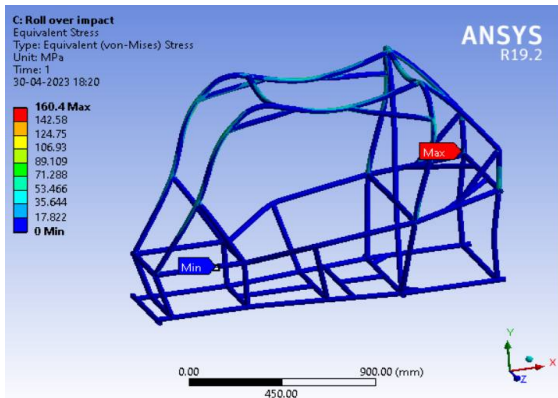 C: Roll over impact
Equivalent Stress
Type: Equivalent (von-Mises) Stress
Unit: MPa
Time: 1
30-04-2023 18:20
ANSYS
R19.2
160.4 Max
142.58
124.75
106.93
89.109
71.288
53.466
35.644
17.822
0 Min
Max
Min
0.00
900.00 (mm)
450.00
Y
X
Z